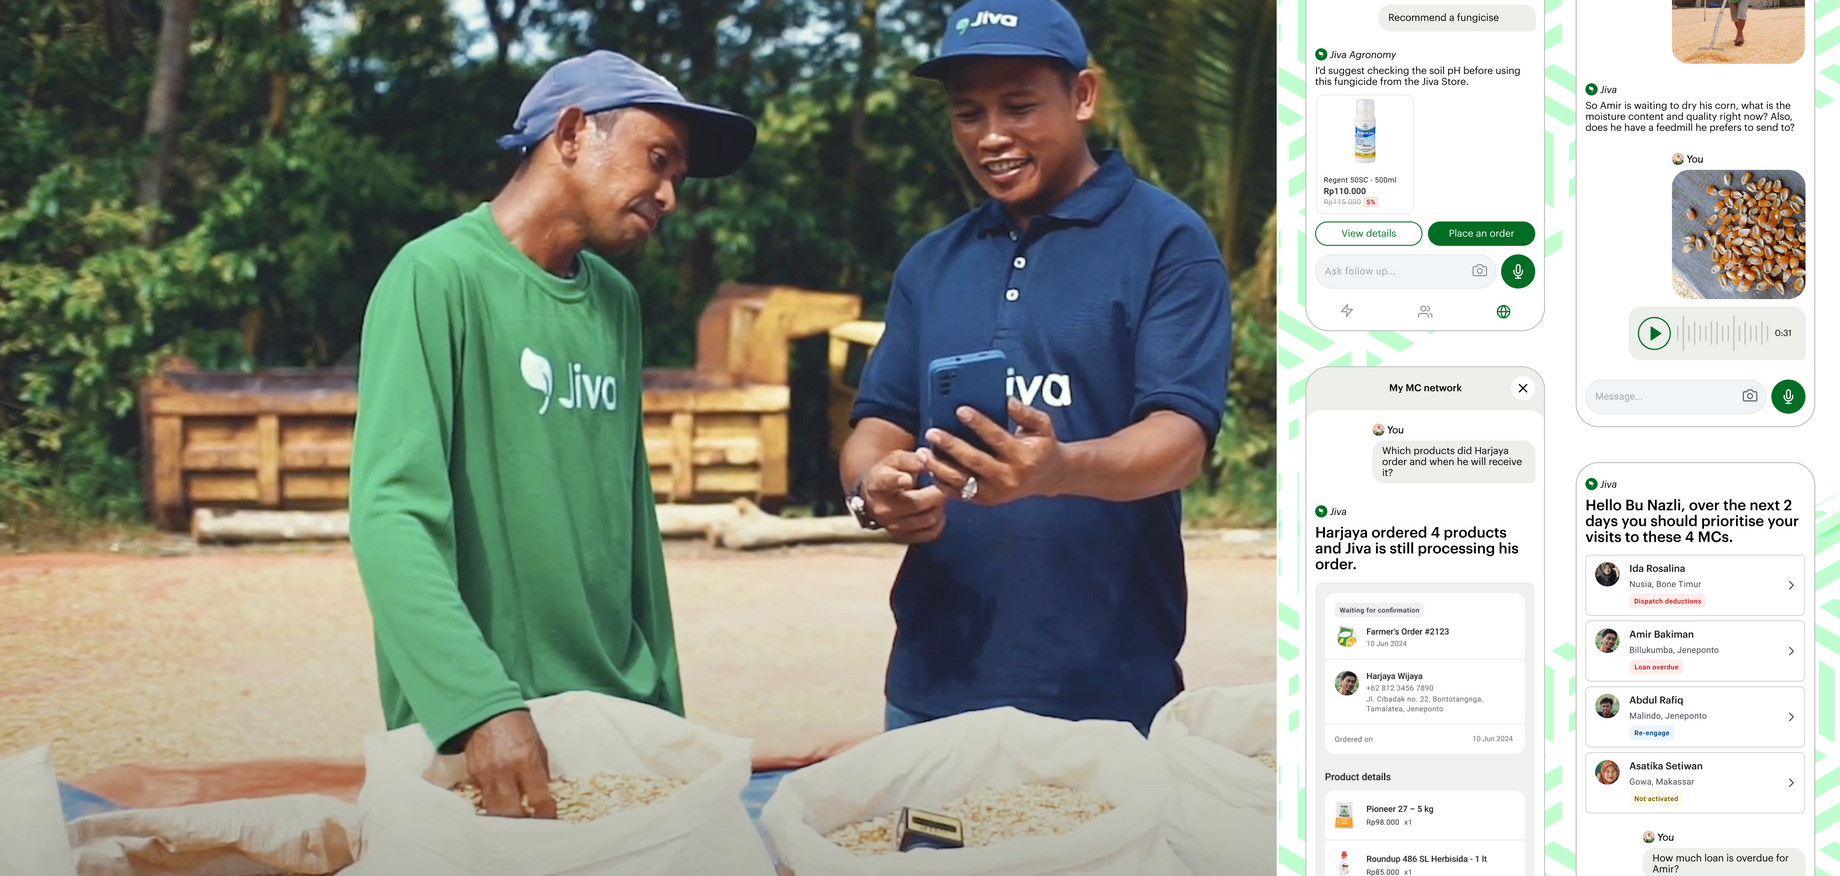 Jiva
Jiva
iva
Recommend a fungicise
Jiva Agronomy
I'd suggest checking the soil pH before using
this fungicide from the Jiva Store.
Regent 50SC - 500ml
Rp110.000
Rp115.000 5%
View details
Place an order
Ask follow up...
My MC network
You
Which products did Harjaya
order and when he will receive
it?
Jiva
Harjaya ordered 4 products
and Jiva is still processing his
order.
Waiting for confirmation
Farmer's Order #2123
10 Jun 2024
Harjaya Wijaya
+62 812 3456 7890
Jl. Cibadak no. 22, Bontotangnga,
Tamalatea, Jeneponto
Ordered on 10 Jun 2024
Product details
Pioneer 27 – 5 kg
Rp98.000 x1
Roundup 486 SL Herbisida - 1 lt
Rp85.000 x1
Jiva
So Amir is waiting to dry his corn, what is the
moisture content and quality right now? Also,
does he have a feedmill he prefers to send to?
You
0:31
Message...
Jiva
Hello Bu Nazli, over the next 2
days you should prioritise your
visits to these 4 MCs.
Ida Rosalina
Nusia, Bone Timur
Dispatch deductions
Amir Bakiman
Billukumba, Jeneponto
Loan overdue
Abdul Rafiq
Malindo, Jeneponto
Re-engage
Asatika Setiwan
Gowa, Makassar
Not activated
You
How much loan is overdue for
Amir?